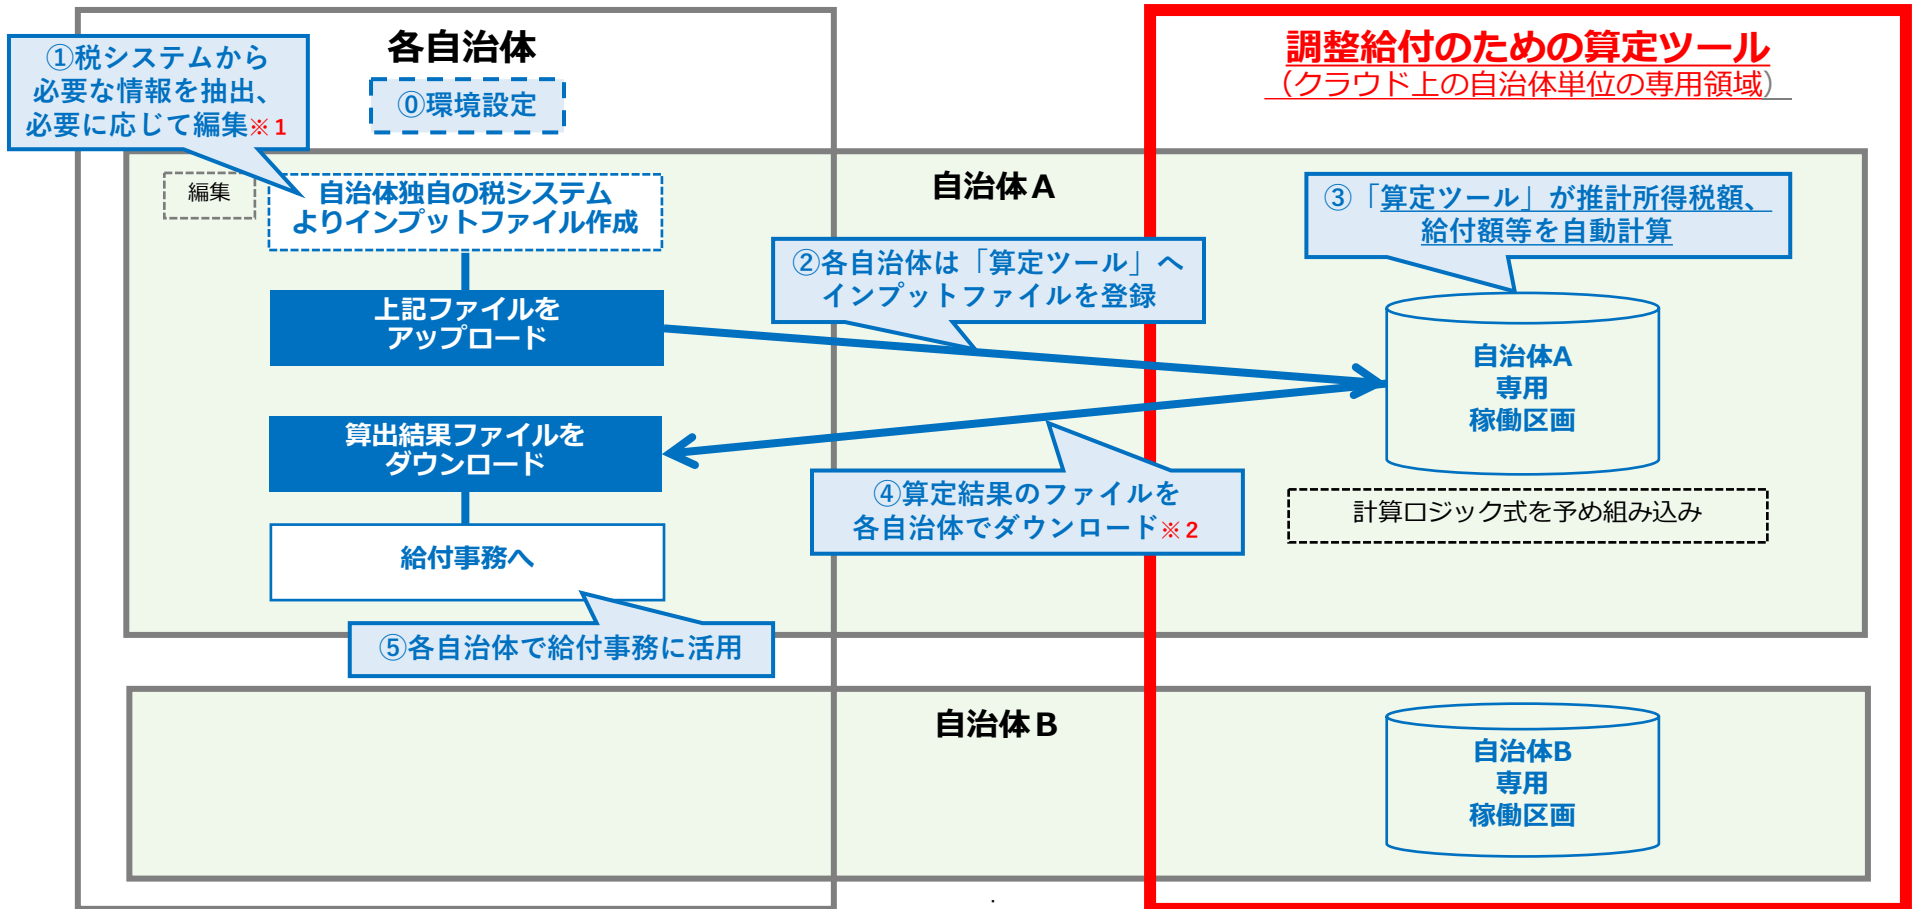 各自治体
⓪環境設定
①税システムから
必要な情報を抽出、
必要に応じて編集※1
調整給付のための算定ツール
（クラウド上の自治体単位の専用領域）
自治体A
編集
自治体独自の税システム
よりインプットファイル作成
上記ファイルを
アップロード
②各自治体は「算定ツール」へ
インプットファイルを登録
③「算定ツール」が推計所得税額、
給付額等を自動計算
自治体A
専用
稼働区画
計算ロジック式を予め組み込み
算出結果ファイルを
ダウンロード
④算定結果のファイルを
各自治体でダウンロード※2
給付事務へ
⑤各自治体で給付事務に活用
自治体B
自治体B
専用
稼働区画